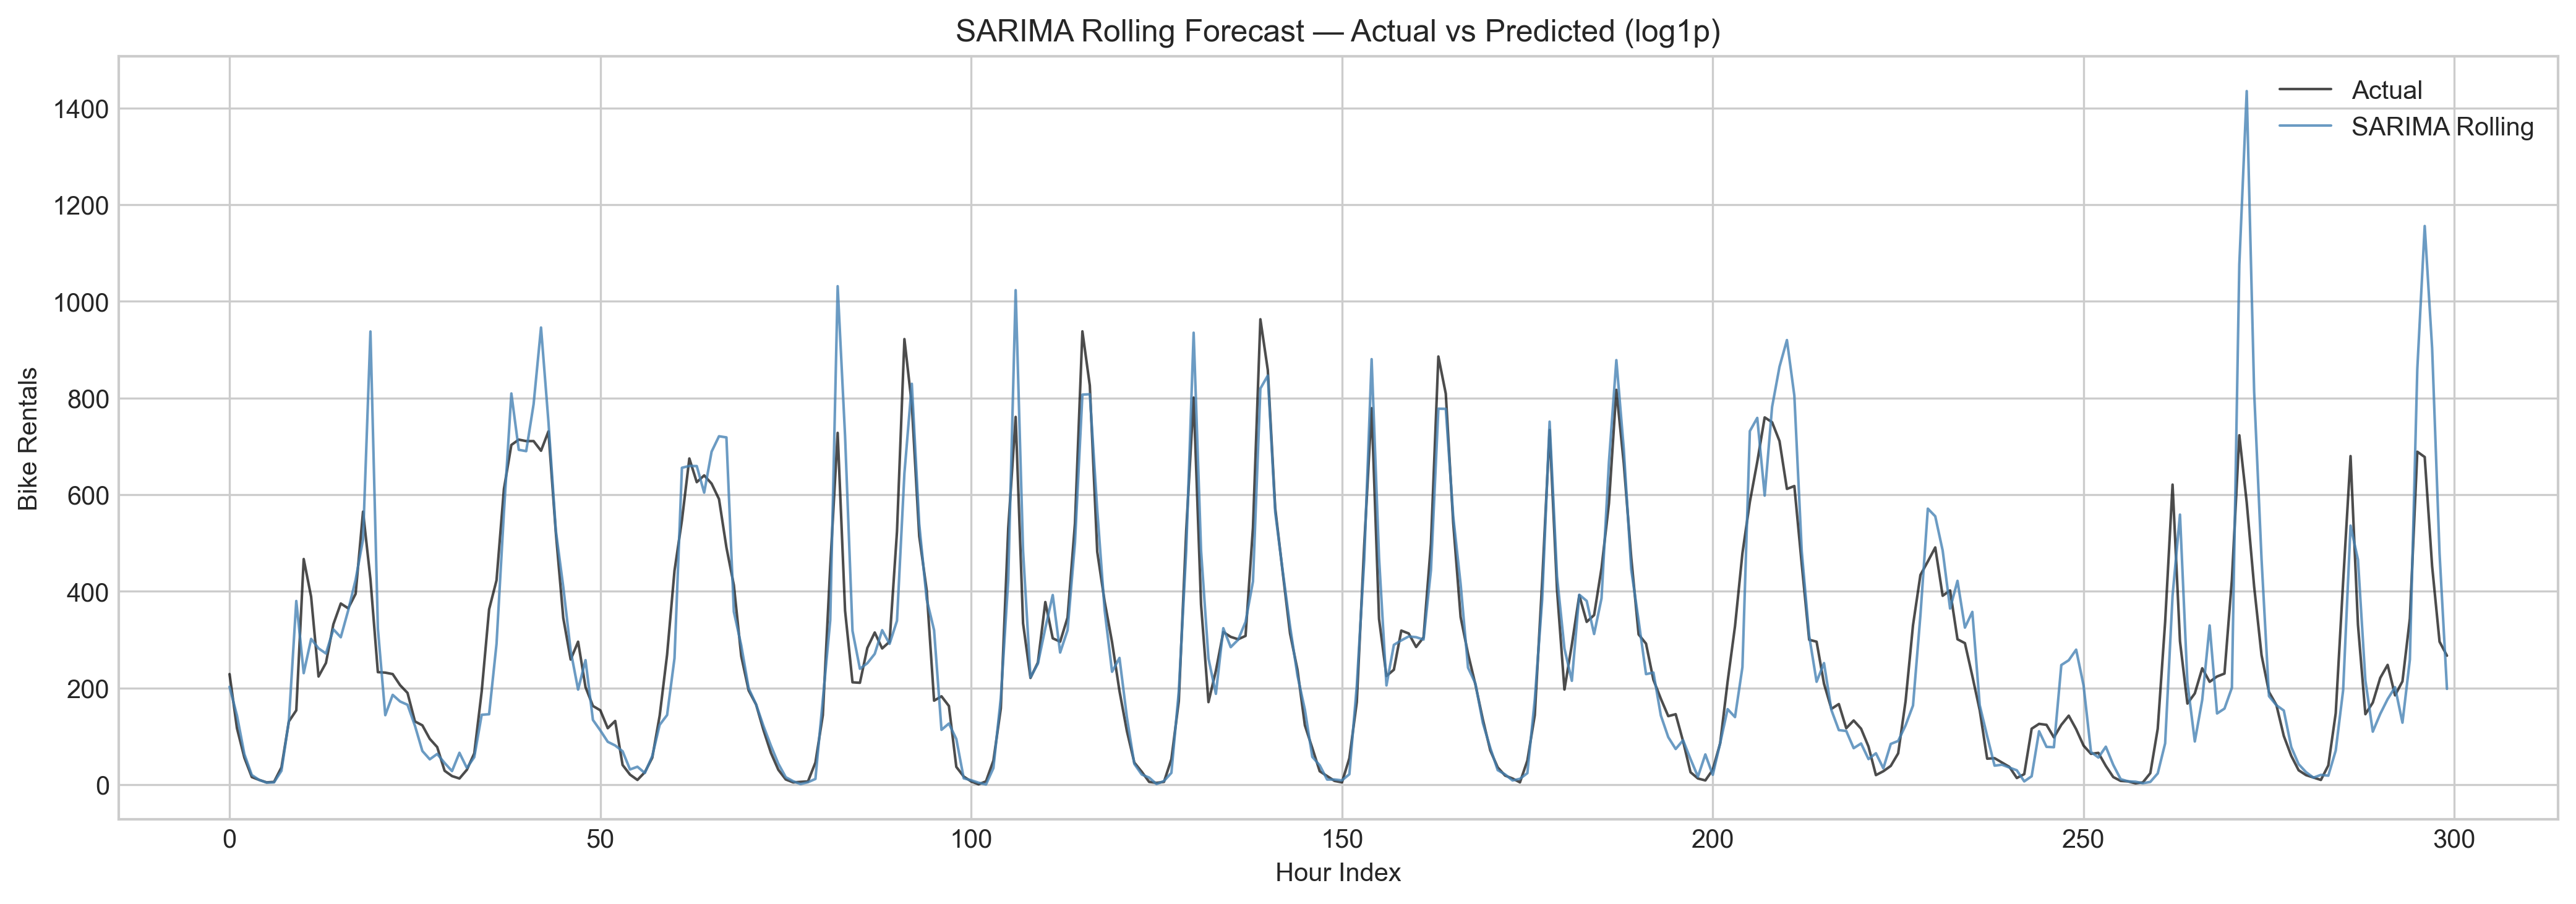 SARIMA Rolling Forecast — Actual vs Predicted (log1p)
Actual
SARIMA Rolling
Bike Rentals
1400
1200
1000
800
600
400
200
0
0 50 100 150 200 250 300
Hour Index